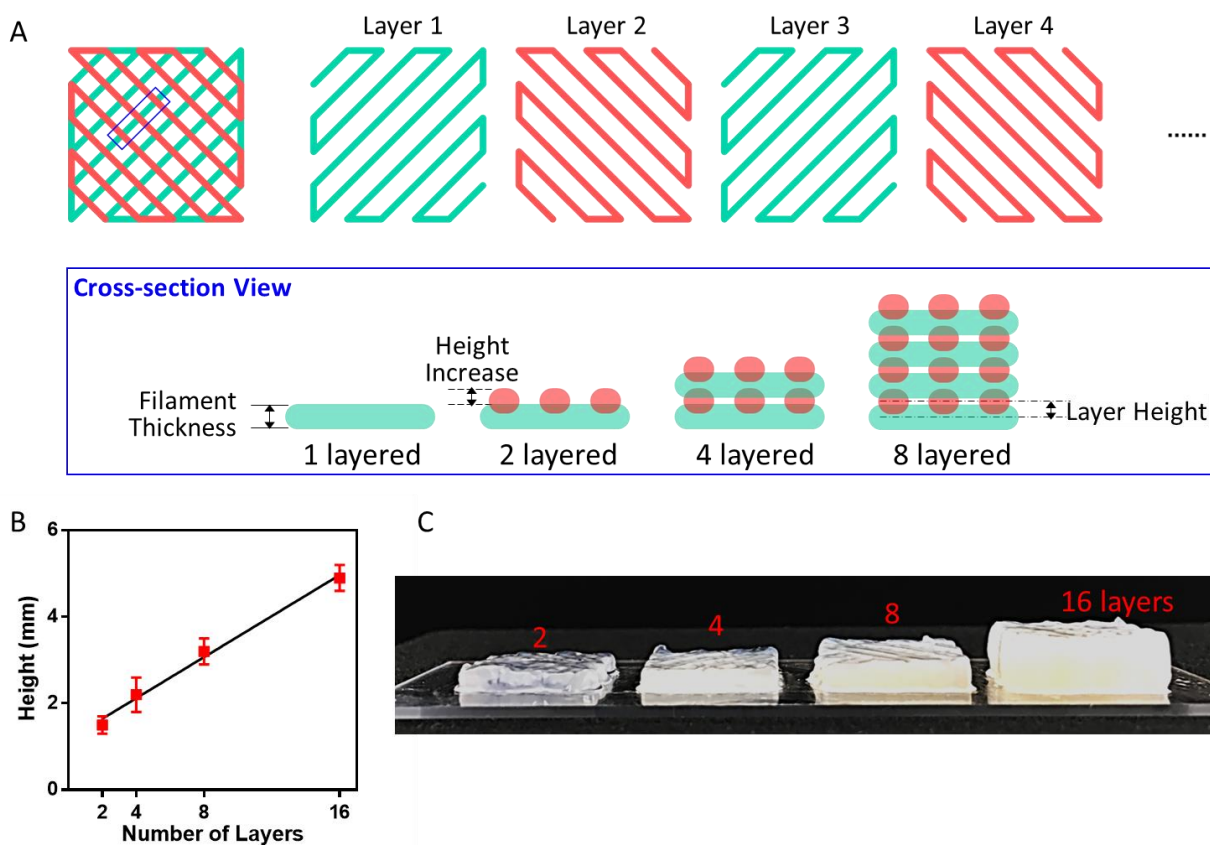 A
Layer 1
Layer 2
Layer 3
Layer 4
......
Cross-section View
Filament
Thickness
Height
Increase
Layer Height
1 layered
2 layered
4 layered
8 layered
B
6
4
2
0
Height (mm)
2
4
8
16
Number of Layers
C
2
4
8
16 layers